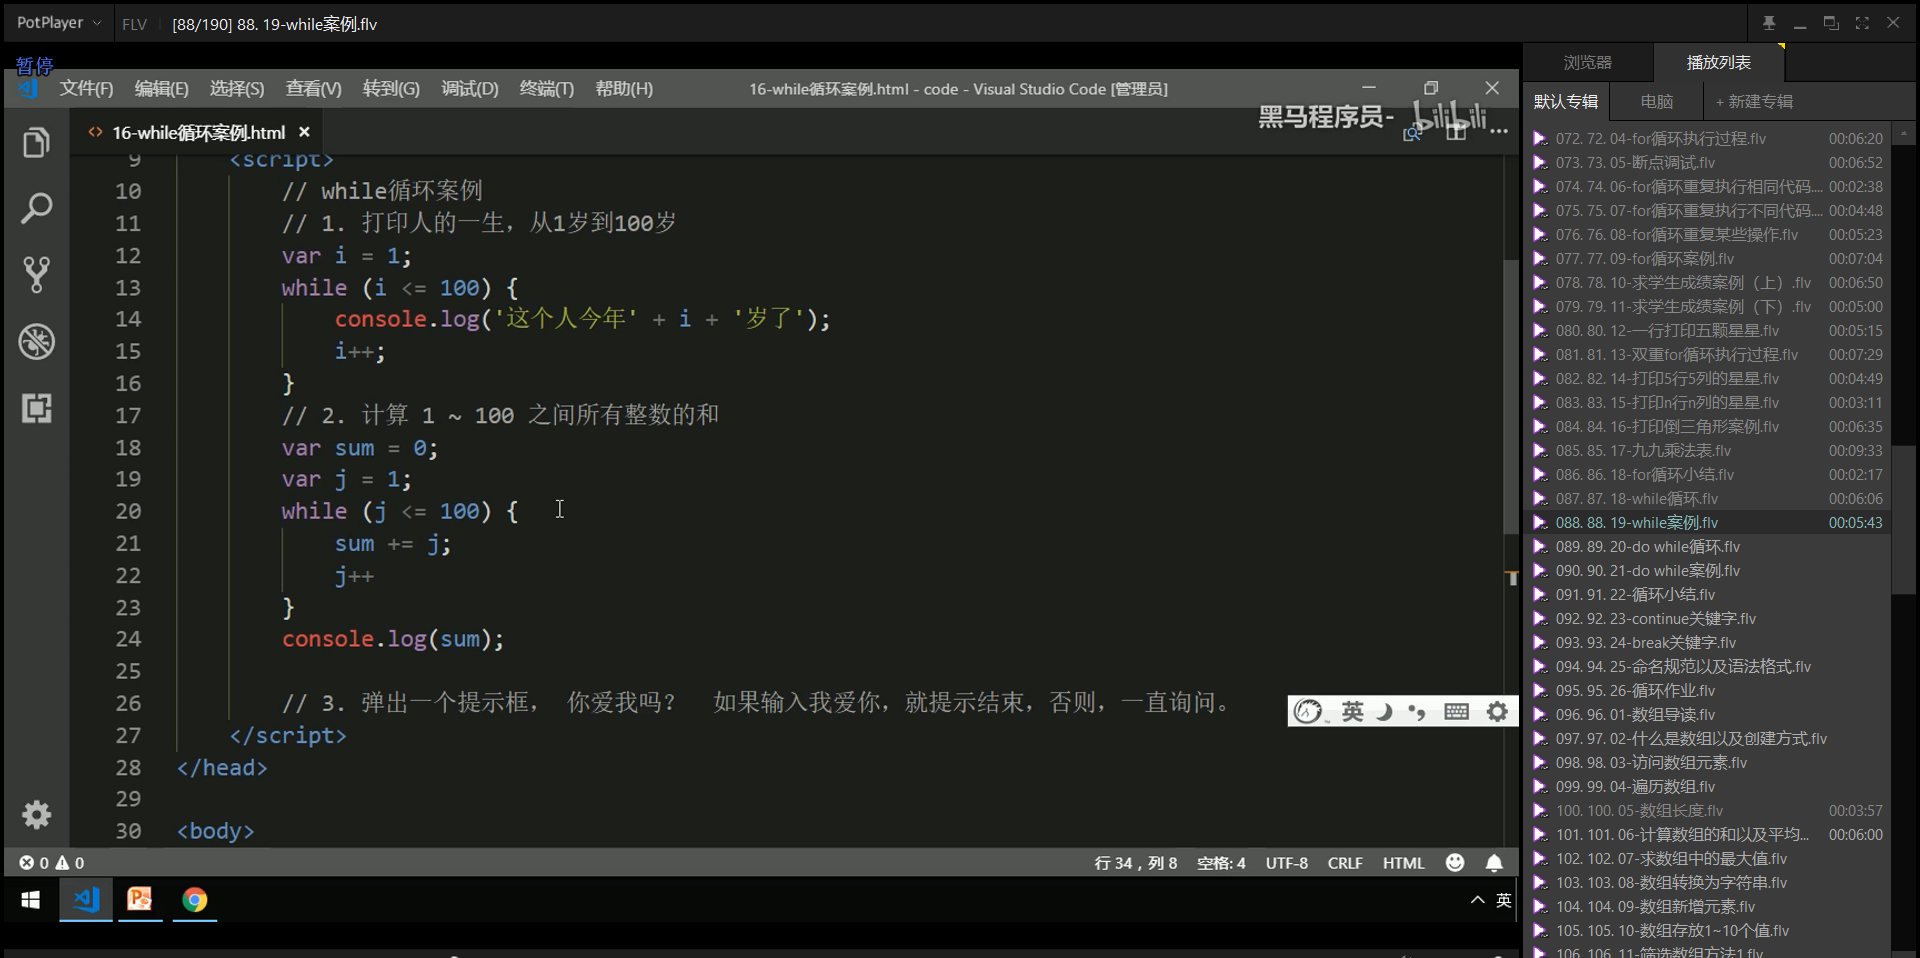 PotPlayer FLV [88/190] 88. 19-while案例.flv
暂停
文件(F) 编辑(E) 选择(S) 查看(V) 转到(G) 调试(D) 终端(T) 帮助(H) 16-while循环案例.html - code - Visual Studio Code [管理员]
黑马程序员- bilibili
<> 16-while循环案例.html ×
9 <script>
10 // while循环案例
11 // 1. 打印人的一生，从1岁到100岁
12 var i = 1;
13 while (i <= 100) {
14 console.log('这个人今年' + i + '岁了');
15 i++;
16 }
17 // 2. 计算 1 ~ 100 之间所有整数的和
18 var sum = 0;
19 var j = 1;
20 while (j <= 100) {
21 sum += j;
22 j++
23 }
24 console.log(sum);
25
26 // 3. 弹出一个提示框， 你爱我吗？ 如果输入我爱你，就提示结束，否则，一直询问。
27 </script>
28 </head>
29
30 <body>
英
0 0 行 34，列 8 空格: 4 UTF-8 CRLF HTML
英
浏览器 播放列表
默认专辑 电脑 + 新建专辑
072. 72. 04-for循环执行过程.flv 00:06:20
073. 73. 05-断点调试.flv 00:06:52
074. 74. 06-for循环重复执行相同代码.... 00:02:38
075. 75. 07-for循环重复执行不同代码.... 00:04:48
076. 76. 08-for循环重复某些操作.flv 00:05:23
077. 77. 09-for循环案例.flv 00:07:04
078. 78. 10-求学生成绩案例（上）.flv 00:06:50
079. 79. 11-求学生成绩案例（下）.flv 00:05:00
080. 80. 12-一行打印五颗星星.flv 00:05:15
081. 81. 13-双重for循环执行过程.flv 00:07:29
082. 82. 14-打印5行5列的星星.flv 00:04:49
083. 83. 15-打印n行n列的星星.flv 00:03:11
084. 84. 16-打印倒三角形案例.flv 00:06:35
085. 85. 17-九九乘法表.flv 00:09:33
086. 86. 18-for循环小结.flv 00:02:17
087. 87. 18-while循环.flv 00:06:06
088. 88. 19-while案例.flv 00:05:43
089. 89. 20-do while循环.flv
090. 90. 21-do while案例.flv
091. 91. 22-循环小结.flv
092. 92. 23-continue关键字.flv
093. 93. 24-break关键字.flv
094. 94. 25-命名规范以及语法格式.flv
095. 95. 26-循环作业.flv
096. 96. 01-数组导读.flv
097. 97. 02-什么是数组以及创建方式.flv
098. 98. 03-访问数组元素.flv
099. 99. 04-遍历数组.flv
100. 100. 05-数组长度.flv 00:03:57
101. 101. 06-计算数组的和以及平均... 00:06:00
102. 102. 07-求数组中的最大值.flv
103. 103. 08-数组转换为字符串.flv
104. 104. 09-数组新增元素.flv
105. 105. 10-数组存放1~10个值.flv
106. 106. 11-筛选数组方法1.flv